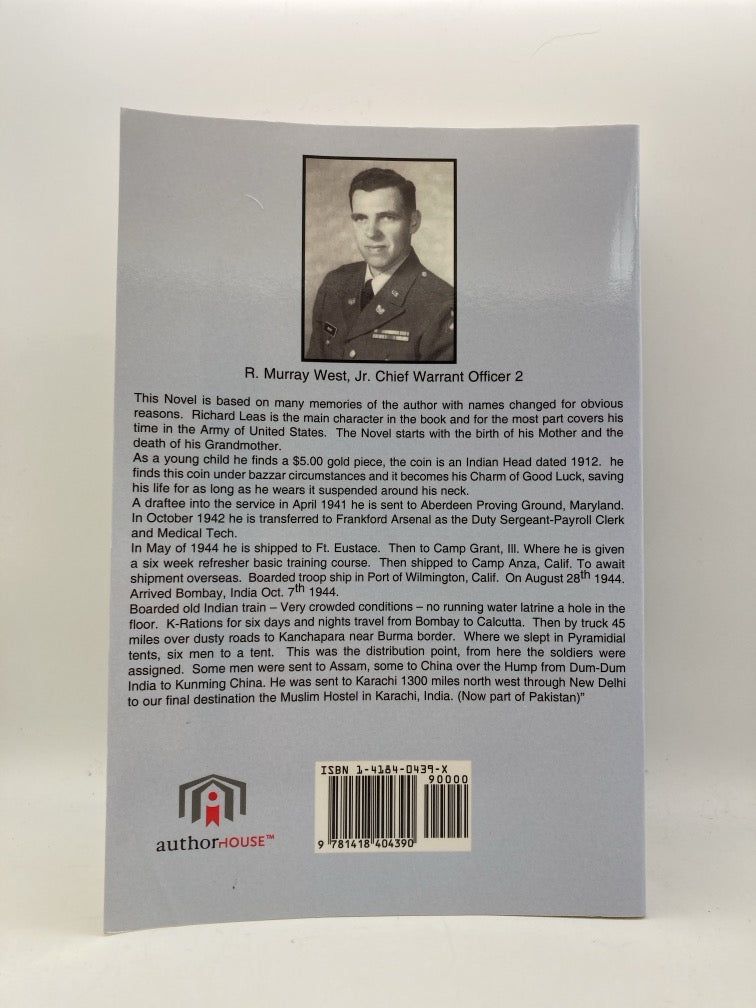 R. Murray West, Jr. Chief Warrant Officer 2
This Novel is based on many memories of the author with names changed for obvious
reasons. Richard Leas is the main character in the book and for the most part covers his
time in the Army of United States. The Novel starts with the birth of his Mother and the
death of his Grandmother.
As a young child he finds a $5.00 gold piece, the coin is an Indian Head dated 1912. he
finds this coin under bazzar circumstances and it becomes his Charm of Good Luck, saving
his life for as long as he wears it suspended around his neck.
A draftee into the service in April 1941 he is sent to Aberdeen Proving Ground, Maryland.
In October 1942 he is transferred to Frankford Arsenal as the Duty Sergeant-Payroll Clerk
and Medical Tech.
In May of 1944 he is shipped to Ft. Eustace. Then to Camp Grant, Ill. Where he is given
a six week refresher basic training course. Then shipped to Camp Anza, Calif. To await
shipment overseas. Boarded troop ship in Port of Wilmington, Calif. On August 28th 1944.
Arrived Bombay, India Oct. 7th 1944.
Boarded old Indian train – Very crowded conditions – no running water latrine a hole in the
floor. K-Rations for six days and nights travel from Bombay to Calcutta. Then by truck 45
miles over dusty roads to Kanchapara near Burma border. Where we slept in Pyramidial
tents, six men to a tent. This was the distribution point, from here the soldiers were
assigned. Some men were sent to Assam, some to China over the Hump from Dum-Dum
India to Kunming China. He was sent to Karachi 1300 miles north west through New Delhi
to our final destination the Muslim Hostel in Karachi, India. (Now part of Pakistan)"
ISBN 1-4184-0439-X
90000
9 781418 404390
authorHOUSE™